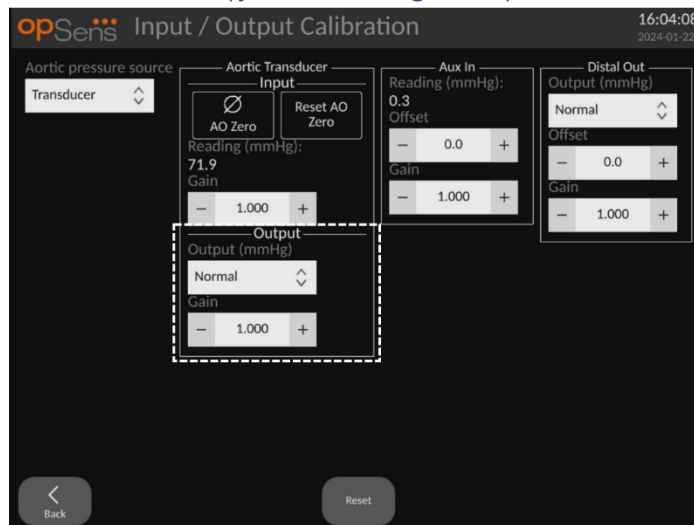 opSens Input / Output Calibration
16:04:08
2024-01-22
Aortic pressure source
Transducer
Aortic Transducer
Input
AO Zero
Reset AO
Zero
Reading (mmHg):
71.9
Gain
− 1.000 +
Output
Output (mmHg)
Normal
Gain
− 1.000 +
Aux In
Reading (mmHg):
0.3
Offset
− 0.0 +
Gain
− 1.000 +
Distal Out
Output (mmHg)
Normal
Offset
− 0.0 +
Gain
− 1.000 +
Back
Reset